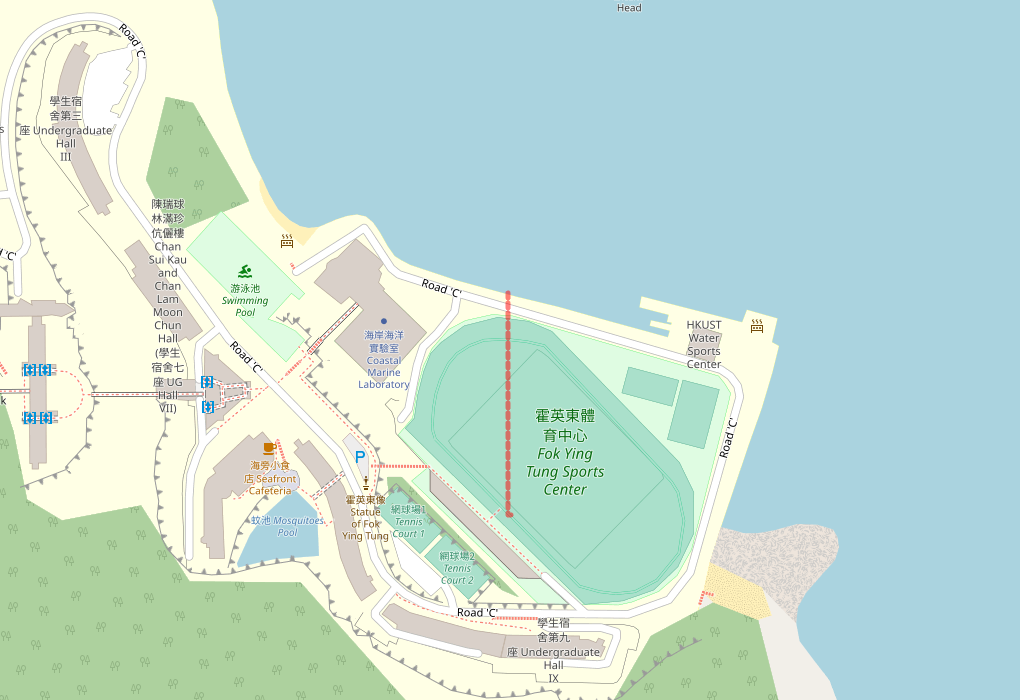 Head
Road 'C'
學生宿
舍第三
座 Undergraduate
Hall
III
s
陳瑞球
林滿珍
伉儷樓
Chan
Sui Kau
and
Chan
Lam
Moon
Chun
Hall
(學生
宿舍七
座 UG
Hall
VII)
'C'
游泳池
Swimming
Pool
Road 'C'
海岸海洋
實驗室
Coastal
Marine
Laboratory
HKUST
Water
Sports
Center
Road 'C'
k
霍英東體
育中心
Fok Ying
Tung Sports
Center
Road 'C'
P
海旁小食
店 Seafront
Cafeteria
霍英東像
Statue
of Fok
Ying Tung
蚊池 Mosquitoes
Pool
網球場1
Tennis
Court 1
網球場2
Tennis
Court 2
Road 'C'
學生宿
舍第九
座 Undergraduate
Hall
IX